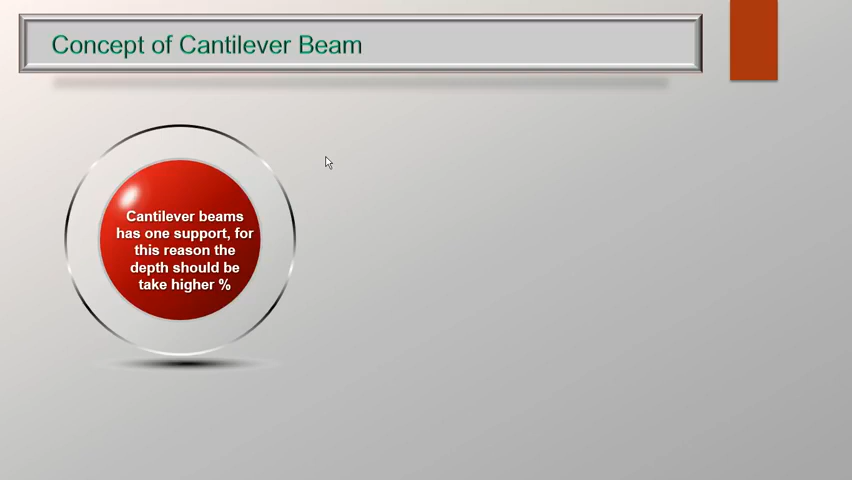 Concept of Cantilever Beam
Cantilever beams
has one support, for
this reason the
depth should be
take higher %